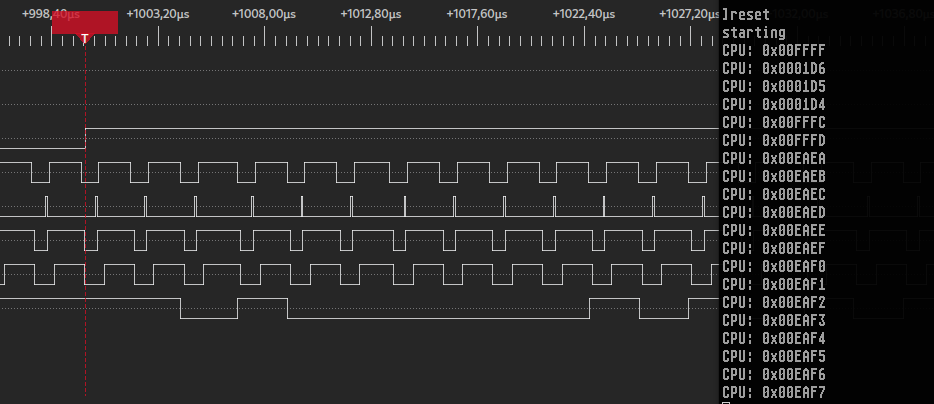 +998,40µs +1003,20µs +1008,00µs +1012,80µs +1017,60µs +1022,40µs +1027,20µs
T
]reset
starting
CPU: 0x00FFFF
CPU: 0x0001D6
CPU: 0x0001D5
CPU: 0x0001D4
CPU: 0x00FFFC
CPU: 0x00FFFD
CPU: 0x00EAEA
CPU: 0x00EAEB
CPU: 0x00EAEC
CPU: 0x00EAED
CPU: 0x00EAEE
CPU: 0x00EAEF
CPU: 0x00EAF0
CPU: 0x00EAF1
CPU: 0x00EAF2
CPU: 0x00EAF3
CPU: 0x00EAF4
CPU: 0x00EAF5
CPU: 0x00EAF6
CPU: 0x00EAF7